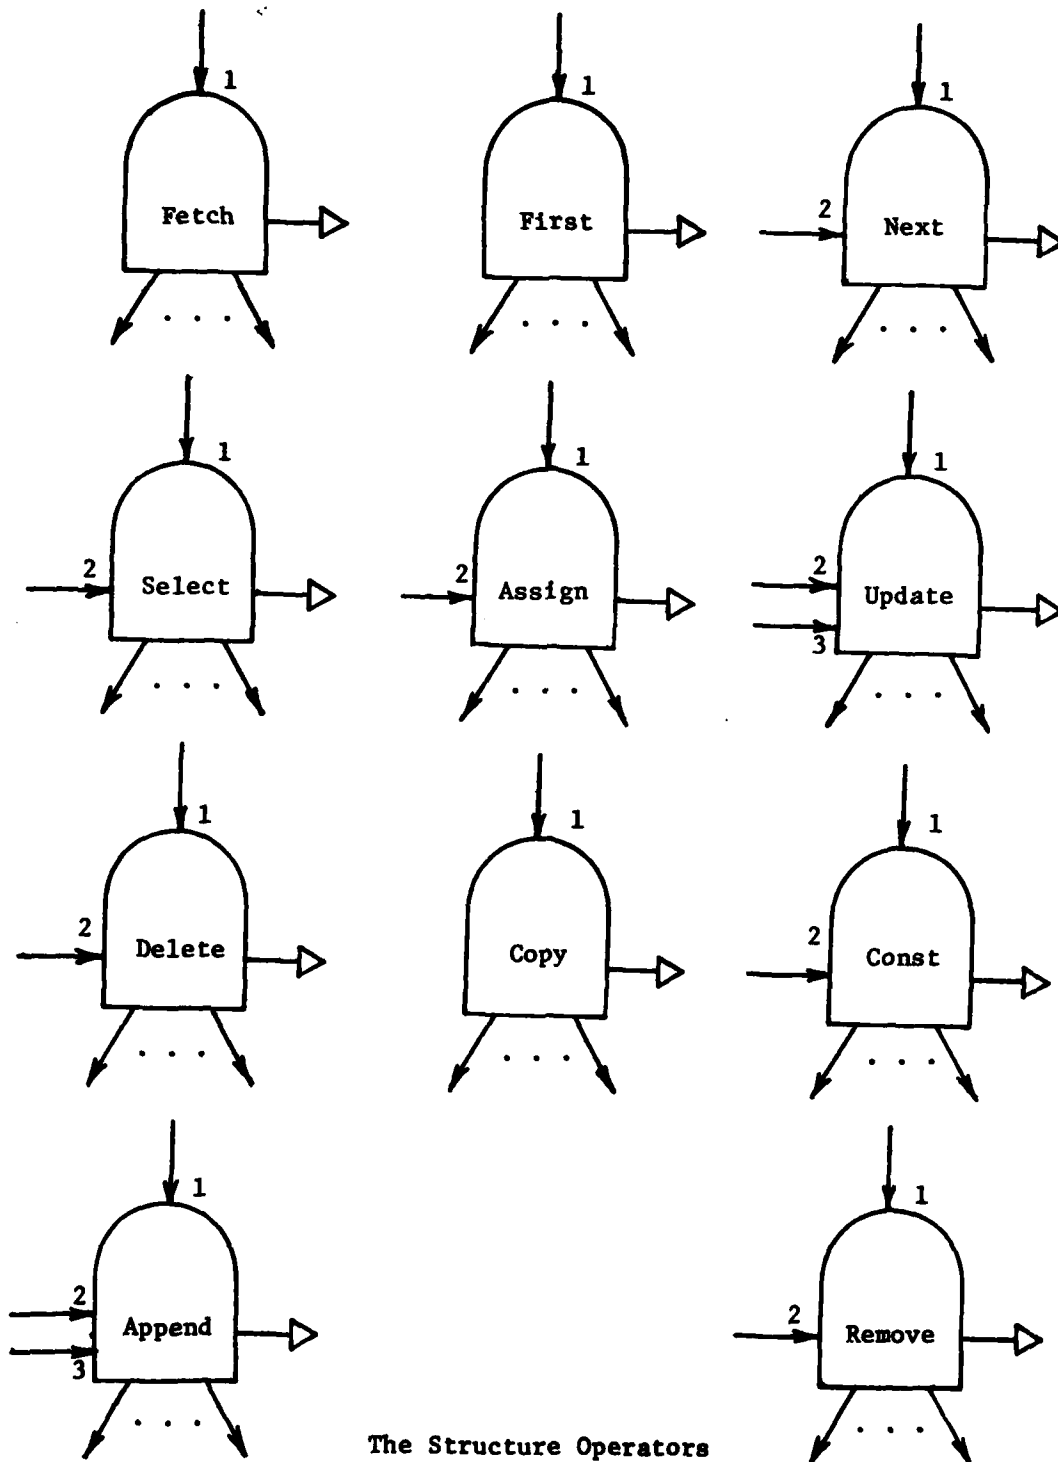 1 1 1
Fetch First 2 Next
. . . . . . . . .
1 1 1
2 Select 2 Assign 2 Update
3
. . . . . . . . .
1 1 1
2 Delete Copy 2 Const
. . . . . . . . .
1 1
2 Append 2 Remove
3
. . . . . .
The Structure Operators